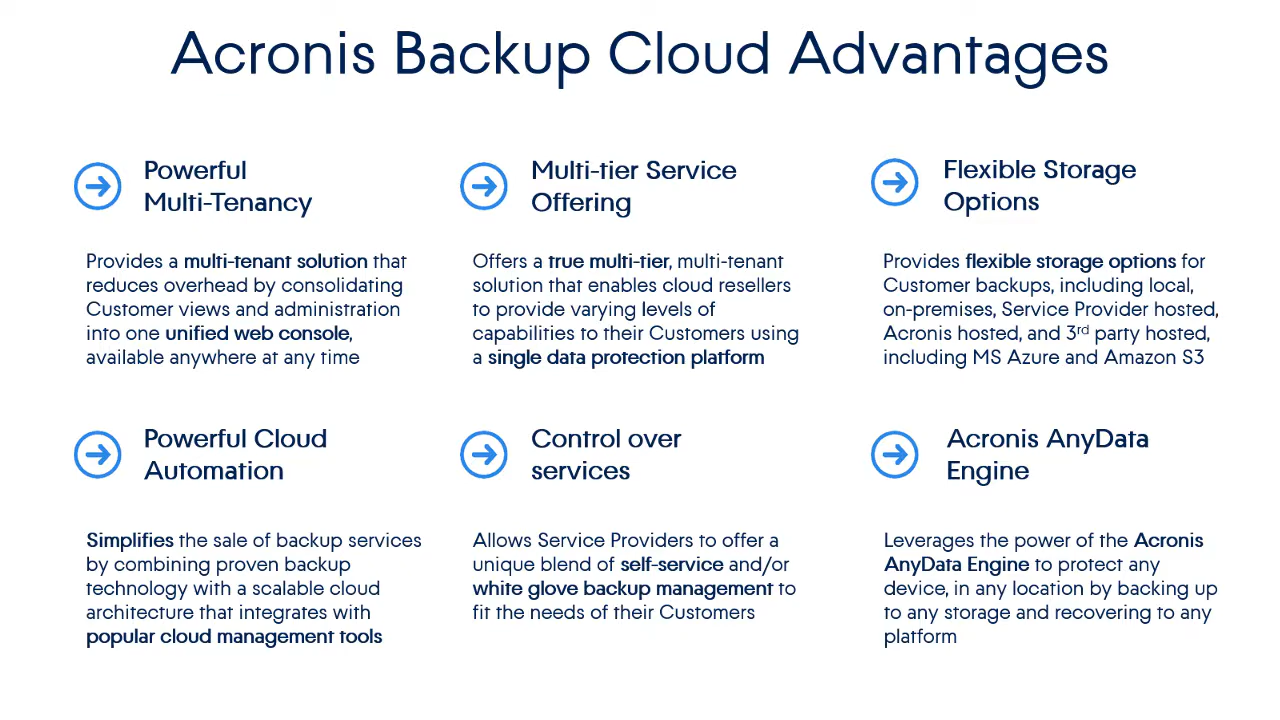 Acronis Backup Cloud Advantages
Powerful
Multi-Tenancy
Provides a multi-tenant solution that
reduces overhead by consolidating
Customer views and administration
into one unified web console,
available anywhere at any time
Multi-tier Service
Offering
Offers a true multi-tier, multi-tenant
solution that enables cloud resellers
to provide varying levels of
capabilities to their Customers using
a single data protection platform
Flexible Storage
Options
Provides flexible storage options for
Customer backups, including local,
on-premises, Service Provider hosted,
Acronis hosted, and 3rd party hosted,
including MS Azure and Amazon S3
Powerful Cloud
Automation
Simplifies the sale of backup services
by combining proven backup
technology with a scalable cloud
architecture that integrates with
popular cloud management tools
Control over
services
Allows Service Providers to offer a
unique blend of self-service and/or
white glove backup management to
fit the needs of their Customers
Acronis AnyData
Engine
Leverages the power of the Acronis
AnyData Engine to protect any
device, in any location by backing up
to any storage and recovering to any
platform